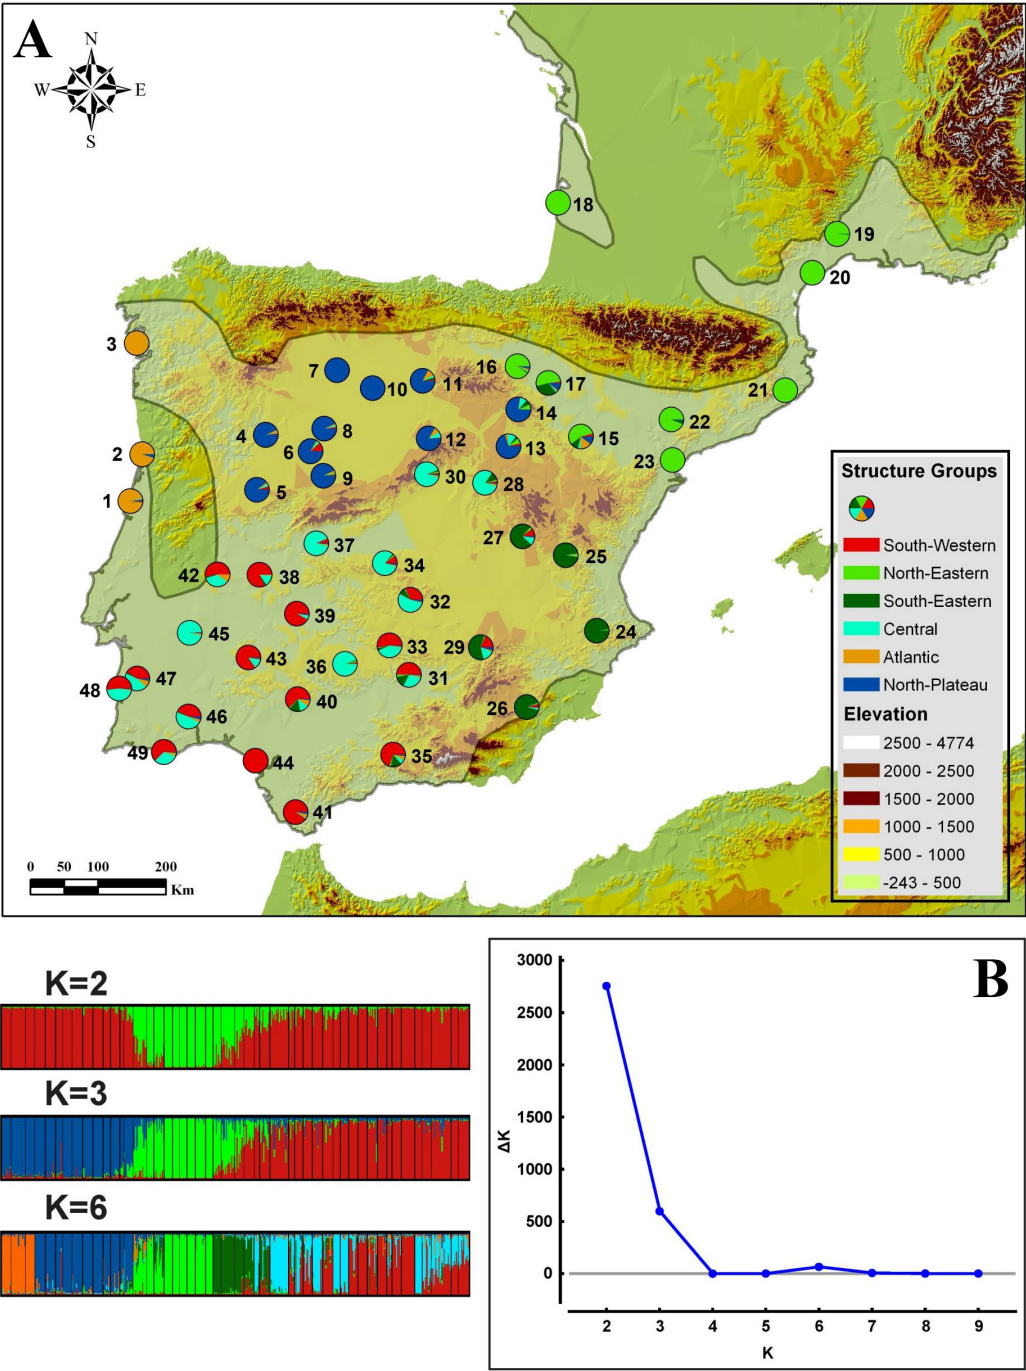 A
N
W E
S
18
19
20
3
7
16
11
17
10
21
14
22
4
8
15
2
12
13
6
23
30
9
28
5
1
27
37
25
34
42
38
32
39
24
45
33
29
43
36
47
31
48
40
26
46
49
35
44
41
Structure Groups
South-Western
North-Eastern
South-Eastern
Central
Atlantic
North-Plateau
Elevation
2500 - 4774
2000 - 2500
1500 - 2000
1000 - 1500
500 - 1000
-243 - 500
0 50 100 200
Km
K=2
K=3
K=6
B
3000
2500
2000
1500
1000
500
0
ΔK
2 3 4 5 6 7 8 9
K